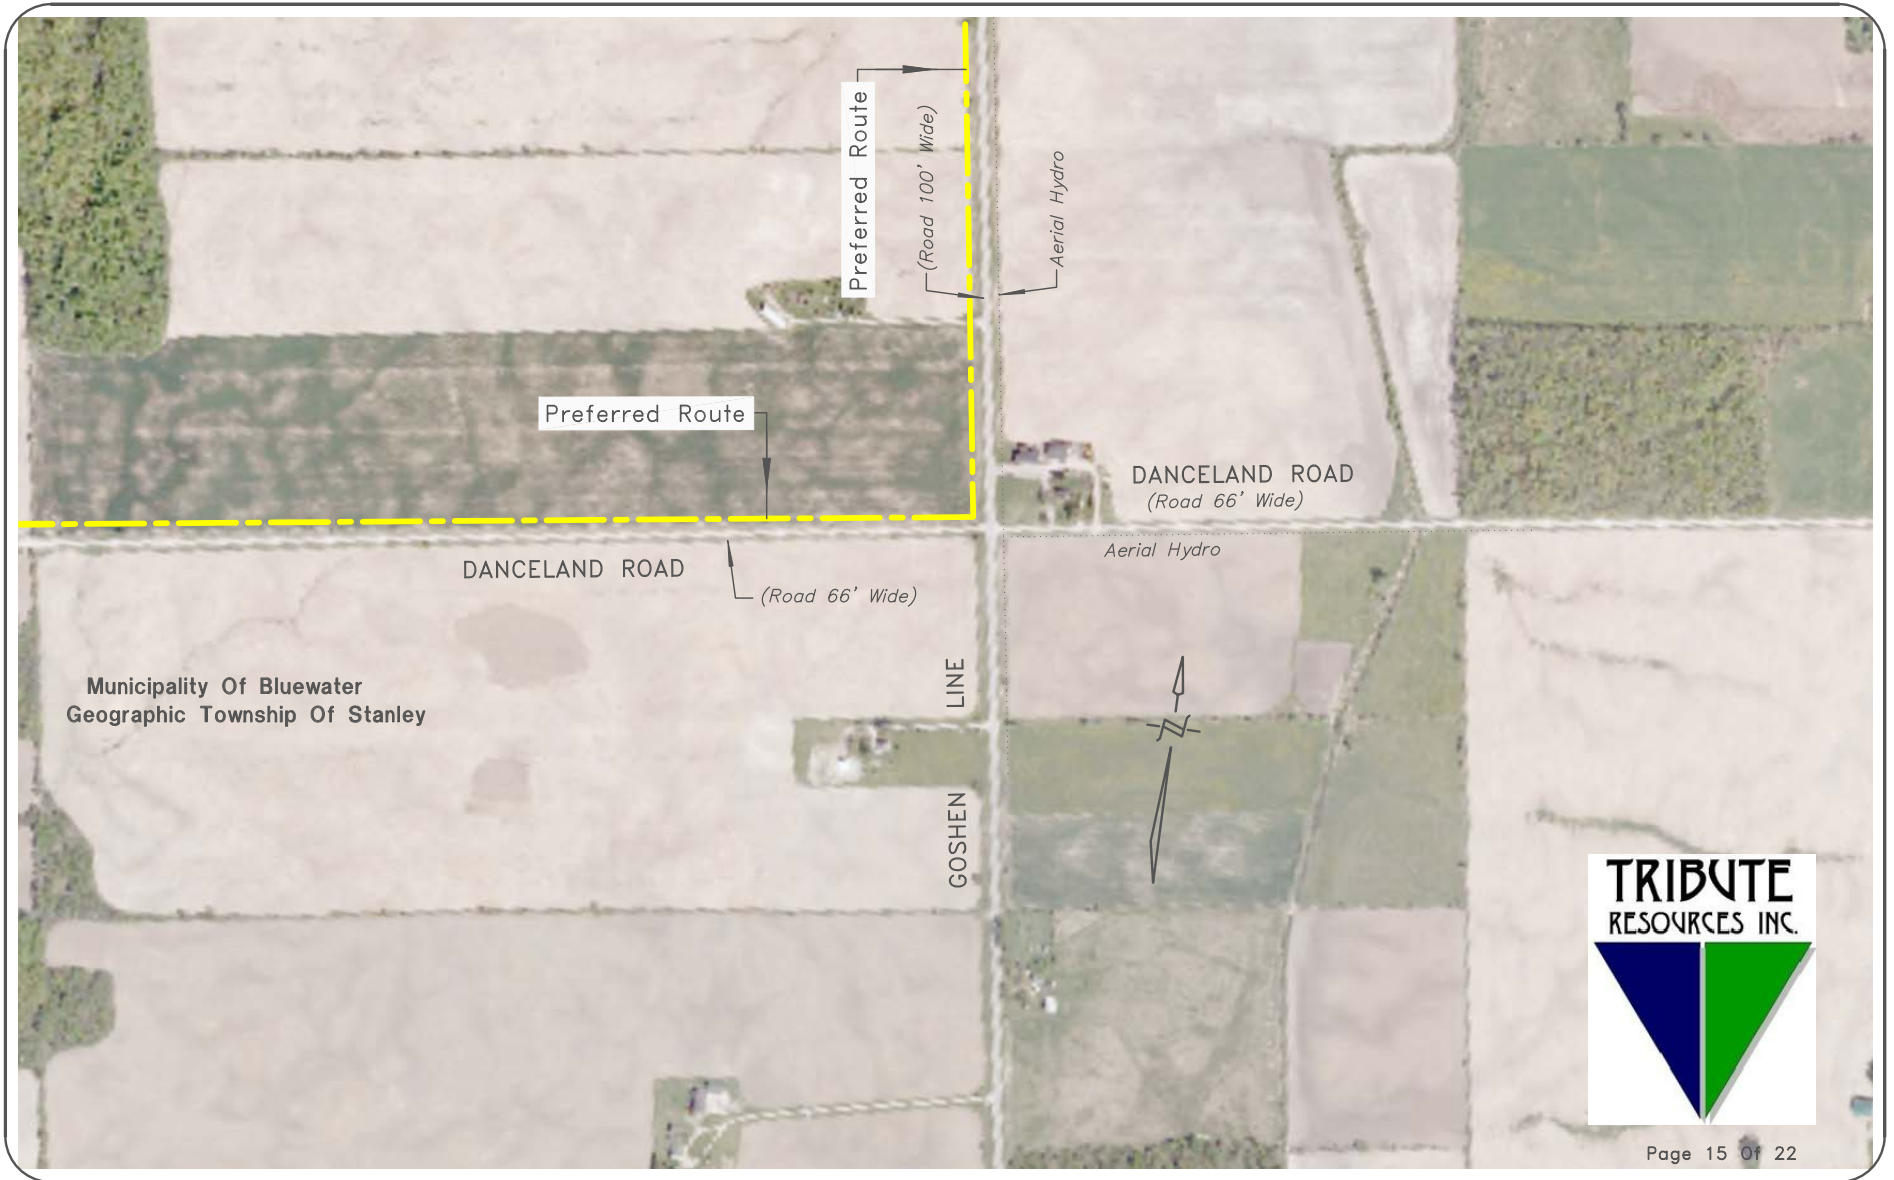 Preferred Route
(Road 100' Wide)
Aerial Hydro
Preferred Route
DANCELAND ROAD
(Road 66' Wide)
Aerial Hydro
DANCELAND ROAD
(Road 66' Wide)
Municipality Of Bluewater
Geographic Township Of Stanley
GOSHEN LINE
N
TRIBUTE
RESOURCES INC.
Page 15 Of 22